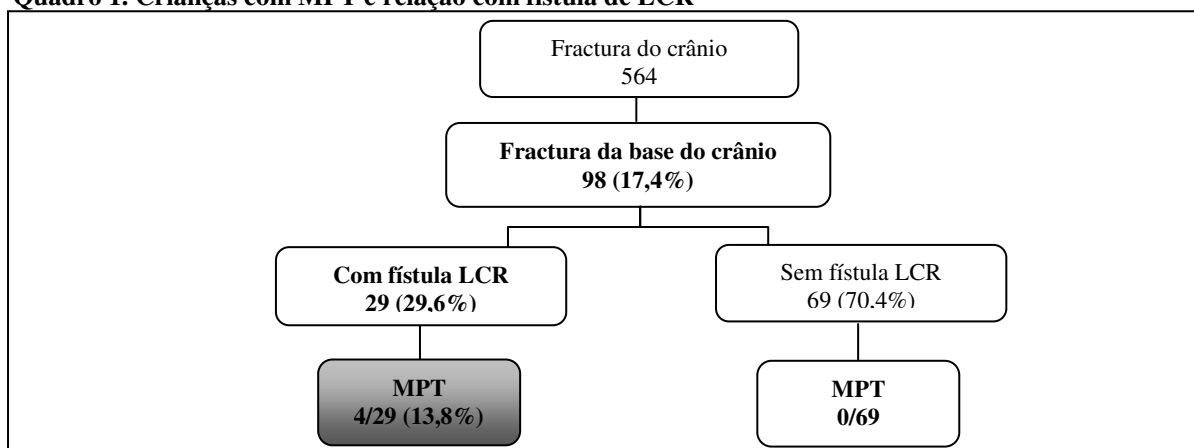 Quadro 1. Crianças com MPT e relação com fístula de LCR
Fractura do crânio
564
Fractura da base do crânio
98 (17,4%)
Com fístula LCR
29 (29,6%)
Sem fístula LCR
69 (70,4%)
MPT
4/29 (13,8%)
MPT
0/69